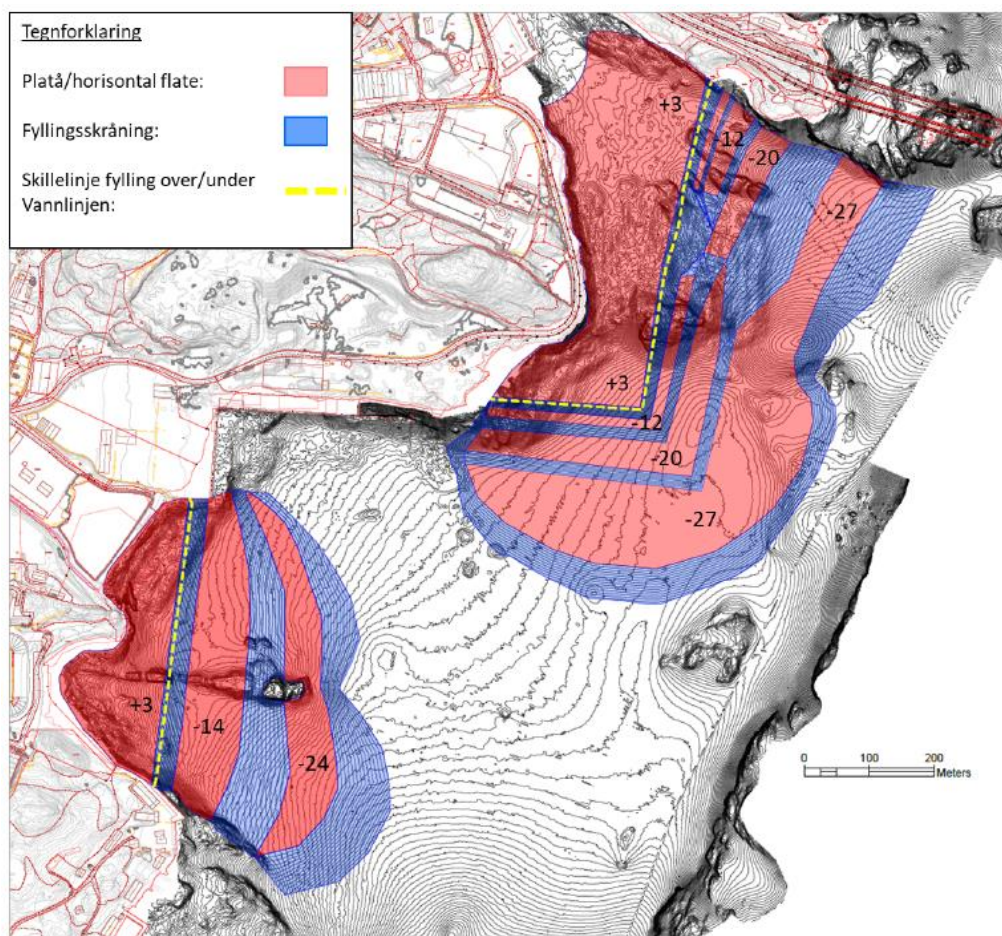 Tegnforklaring
Platå/horisontal flate:
Fyllingsskråning:
Skillelinje fylling over/under
Vannlinjen:
+3
-12
-20
-27
+3
-12
-20
-27
+3
-14
-24
0 100 200
Meters